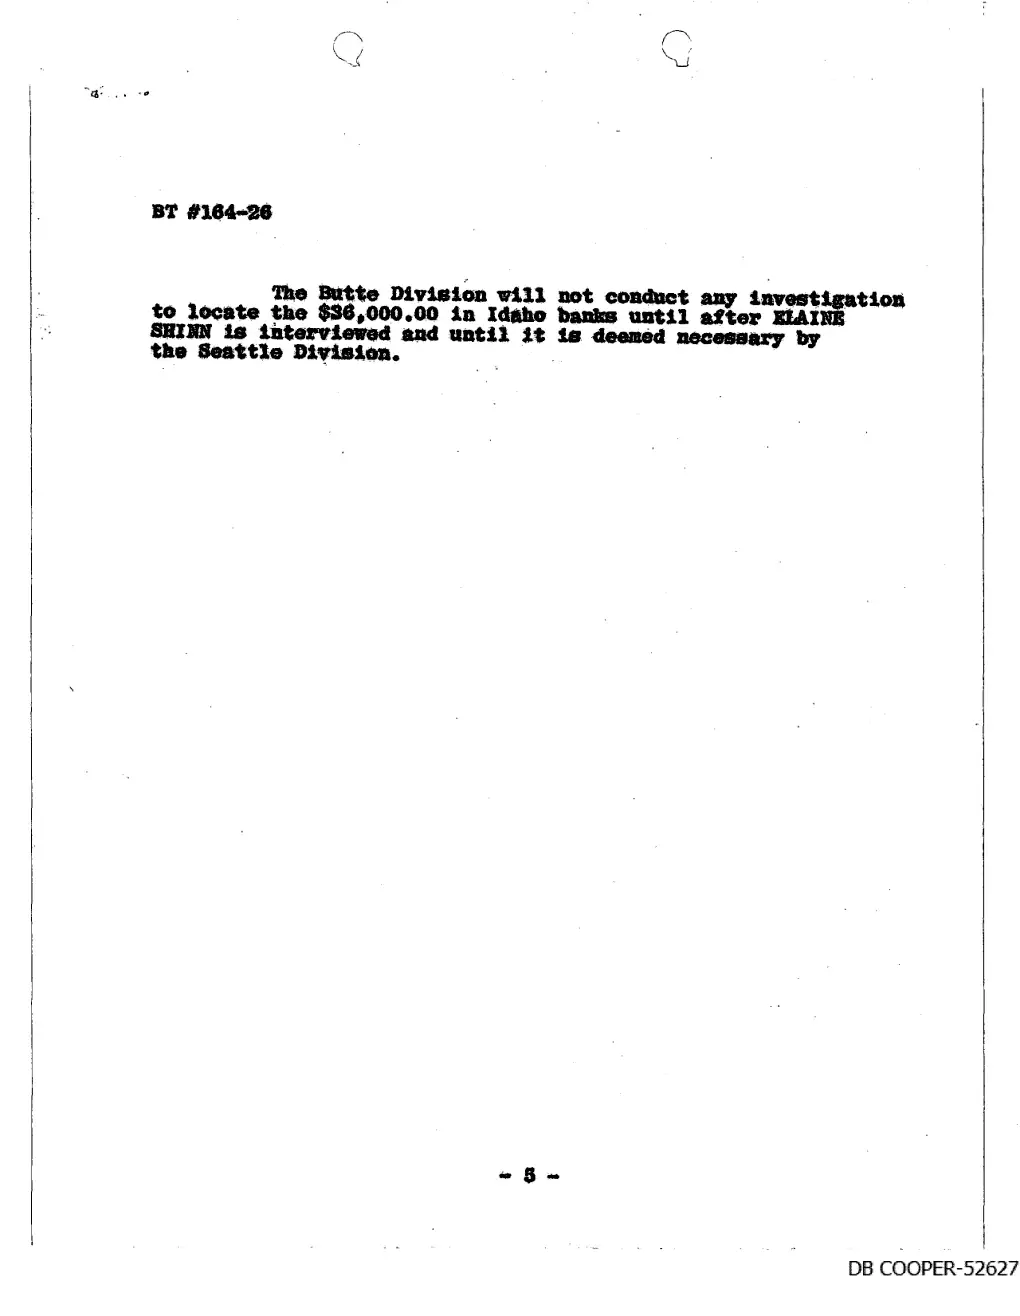 BT #164-26
The Butte Division will not conduct any investigation
to locate the $36,000.00 in Idaho banks until after ELAINE
SHINN is interviewed and until it is deemed necessary by
the Seattle Division.
- 5 -
DB COOPER-52627